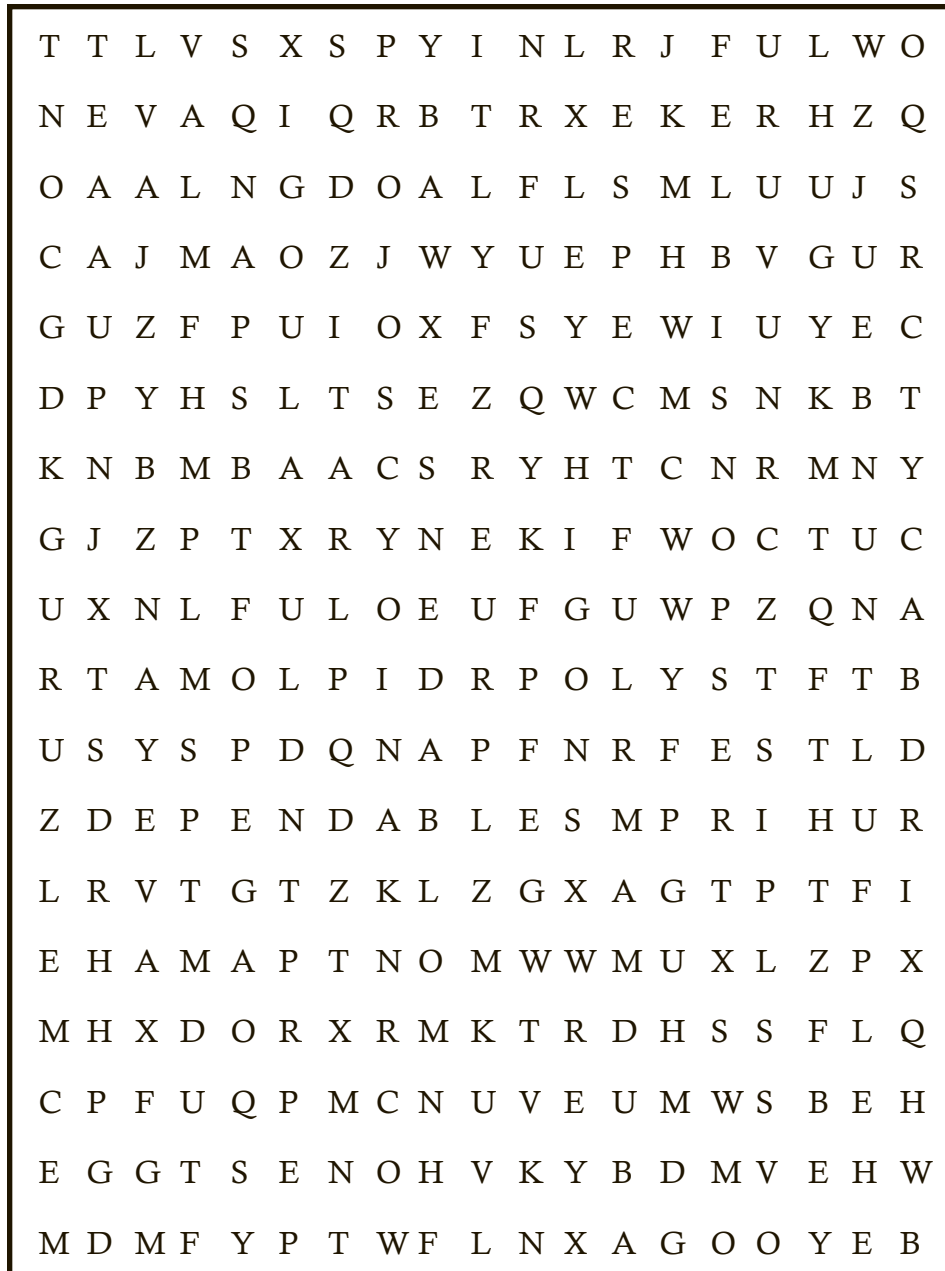 T T L V S X S P Y I N L R J F U L W O
N E V A Q I Q R B T R X E K E R H Z Q
O A A L N G D O A L F L S M L U U J S
C A J M A O Z J W Y U E P H B V G U R
G U Z F P U I O X F S Y E W I U Y E C
D P Y H S L T S E Z Q W C M S N K B T
K N B M B A A C S R Y H T C N R M N Y
G J Z P T X R Y N E K I F W O C T U C
U X N L F U L O E U F G U W P Z Q N A
R T A M O L P I D R P O L Y S T F T B
U S Y S P D Q N A P F N R F E S T L D
Z D E P E N D A B L E S M P R I H U R
L R V T G T Z K L Z G X A G T P T F I
E H A M A P T N O M W W M U X L Z P X
M H X D O R X R M K T R D H S S F L Q
C P F U Q P M C N U V E U M W S B E H
E G G T S E N O H V K Y B D M V E H W
M D M F Y P T W F L N X A G O O Y E B